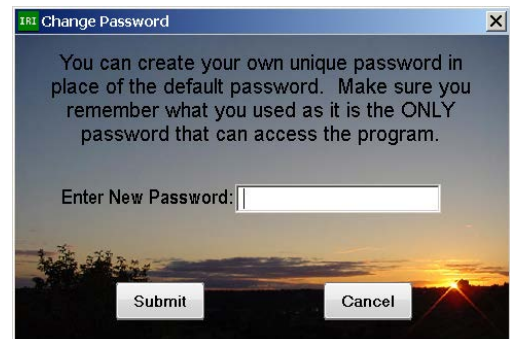 IRI Change Password
You can create your own unique password in
place of the default password. Make sure you
remember what you used as it is the ONLY
password that can access the program.
Enter New Password:
Submit Cancel